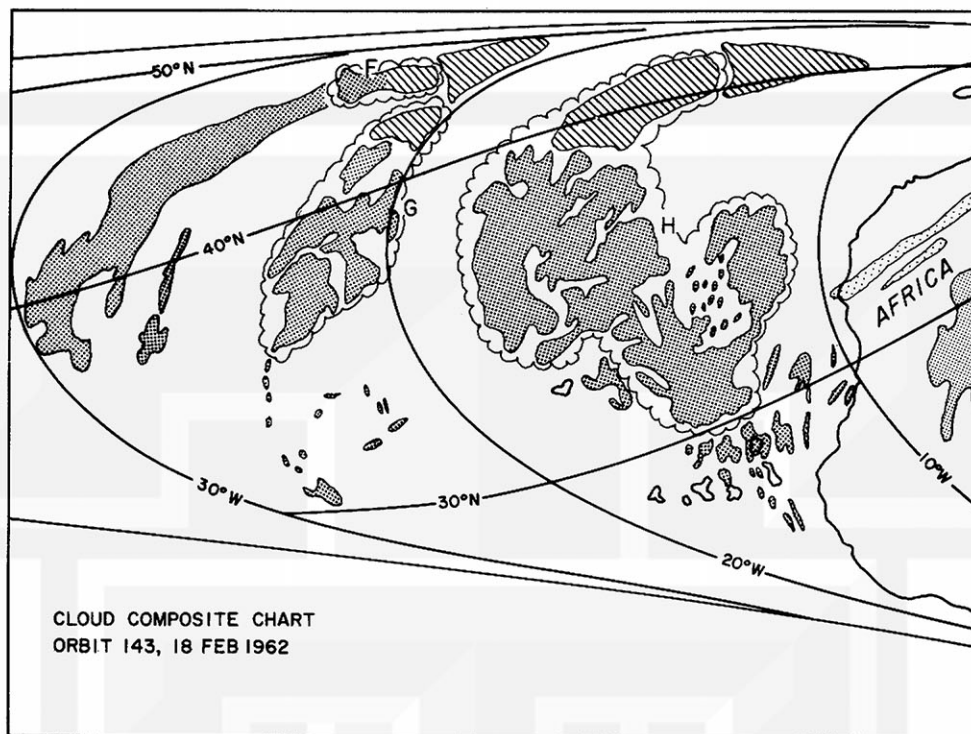 50°N
F
G
40°N
H
AFRICA
30°W
30°N
10°W
20°W
CLOUD COMPOSITE CHART
ORBIT 143, 18 FEB 1962